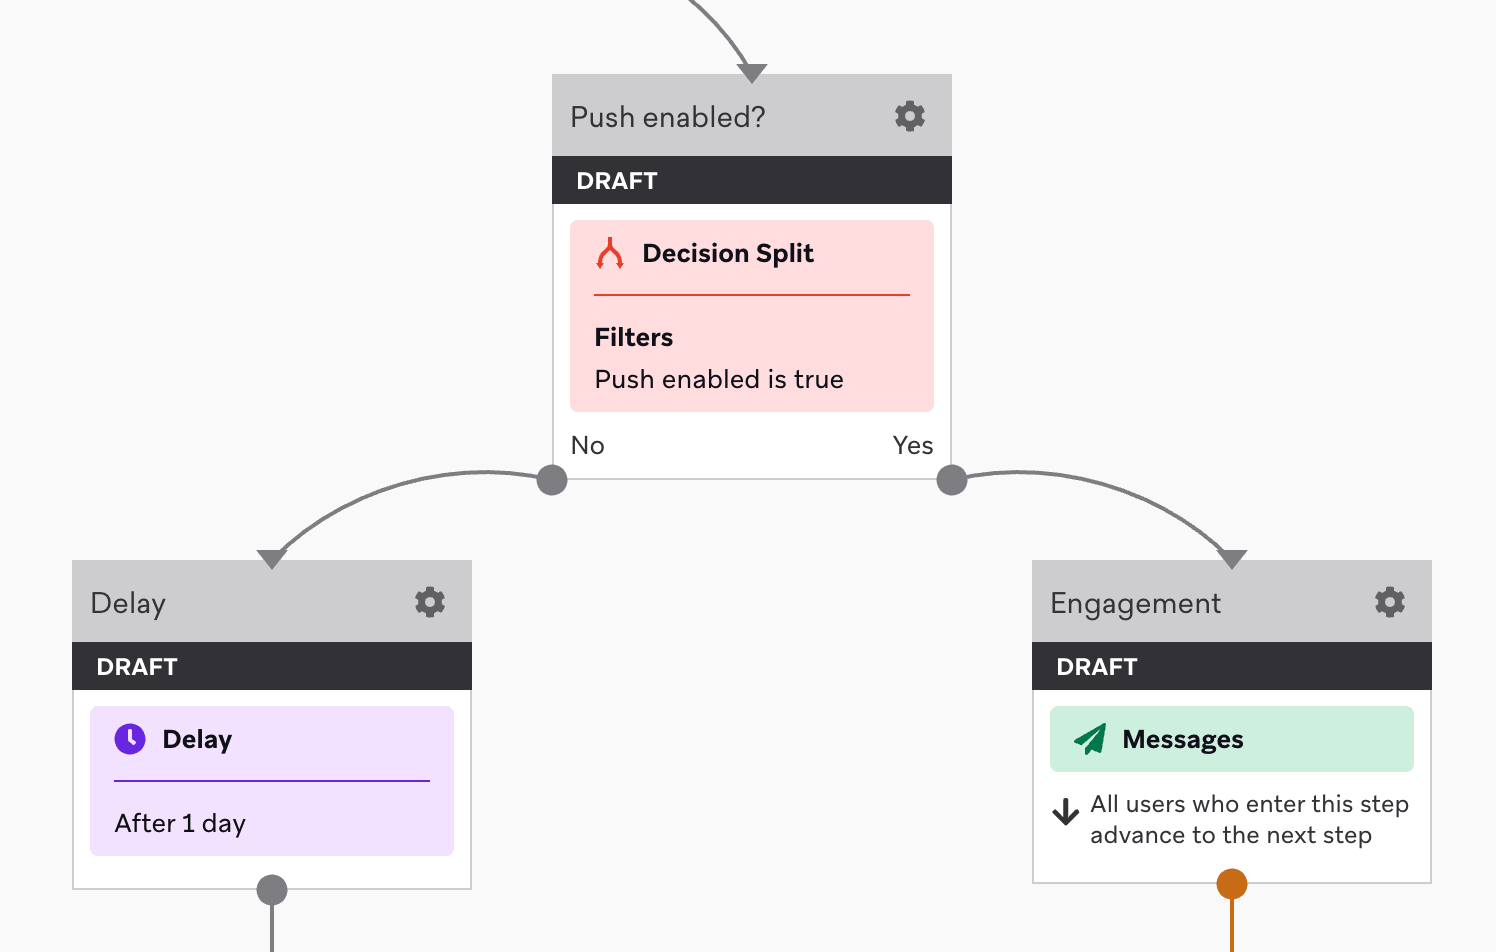 Push enabled?
DRAFT
Decision Split
Filters
Push enabled is true
No
Yes
Delay
DRAFT
Delay
After 1 day
Engagement
DRAFT
Messages
All users who enter this step
advance to the next step